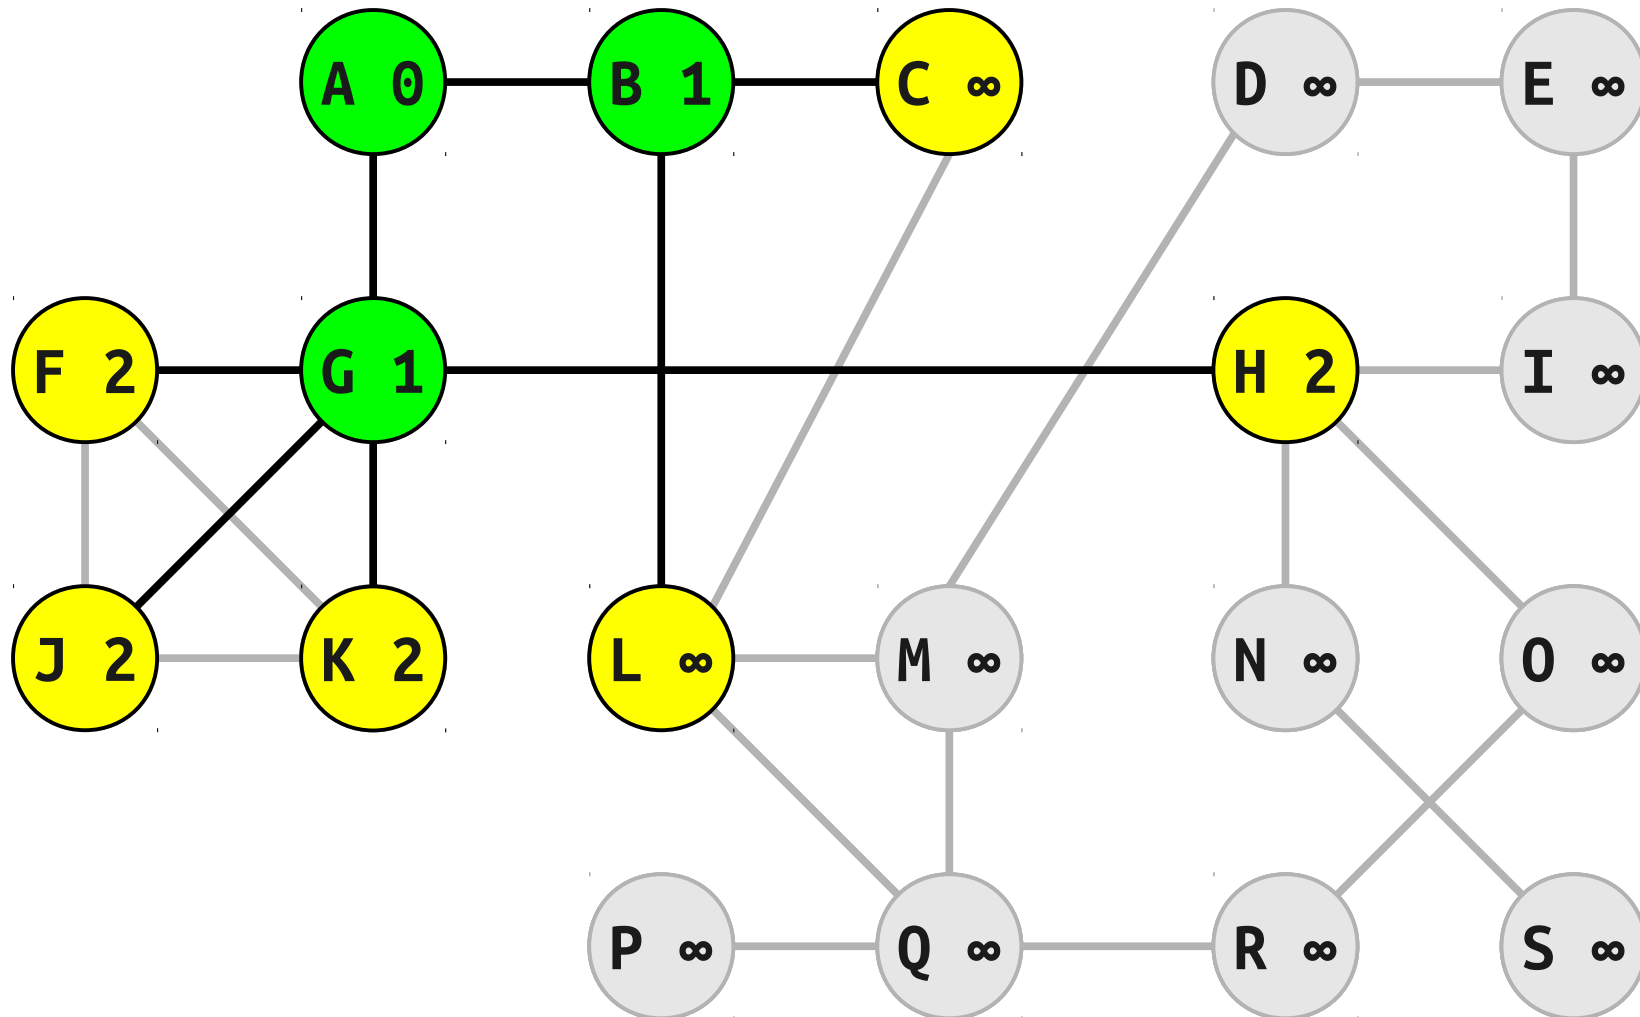 A 0 B 1 C ∞ D ∞ E ∞
F 2 G 1 H 2 I ∞
J 2 K 2 L ∞ M ∞ N ∞ O ∞
P ∞ Q ∞ R ∞ S ∞